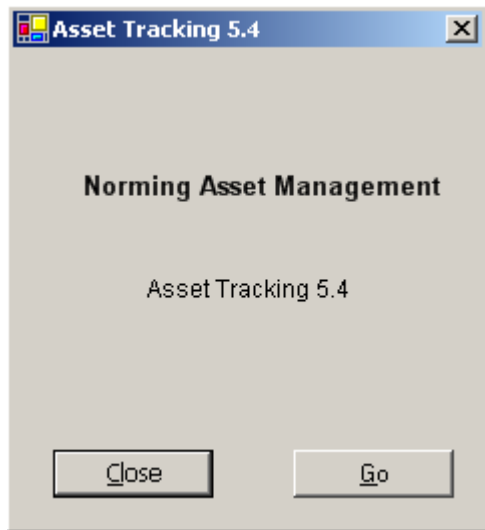 Asset Tracking 5.4
Norming Asset Management
Asset Tracking 5.4
Close
Go